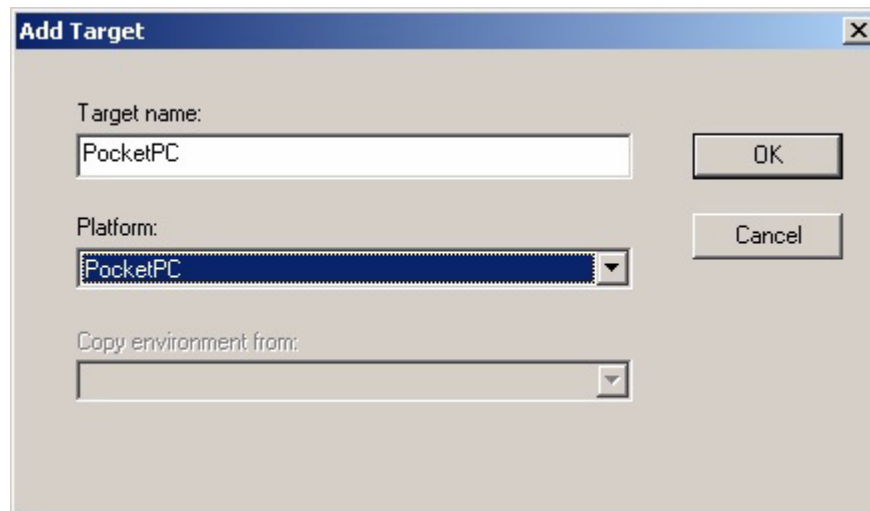 Add Target
Target name:
PocketPC
OK
Platform:
Cancel
PocketPC
Copy environment from: